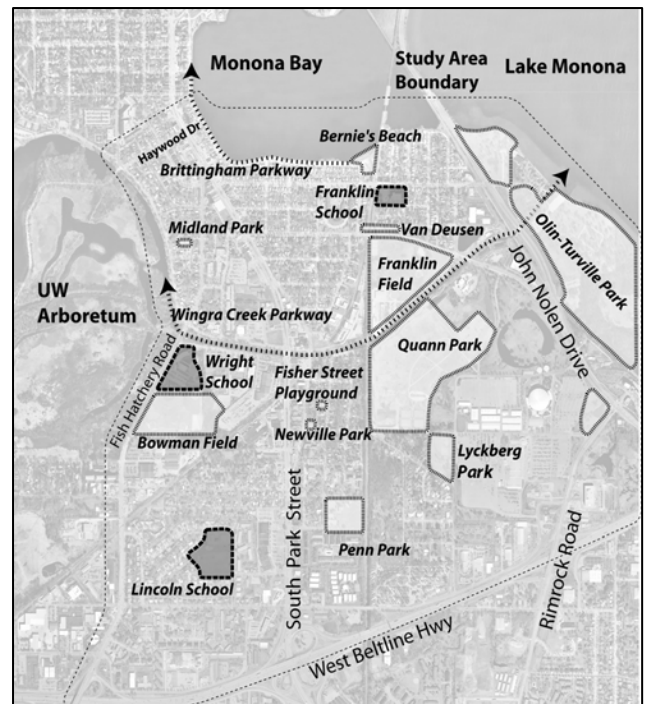 Monona Bay
Study Area
Boundary
Lake Monona
Haywood Dr
Bernie's Beach
Brittingham Parkway
Franklin
School
Midland Park
Van Deusen
Franklin
Field
Olin-Turville Park
John Nolen Drive
UW
Arboretum
Wingra Creek Parkway
Quann Park
Fish Hatchery Road
Wright
School
Fisher Street
Playground
Bowman Field
Newville Park
Lyckberg
Park
South Park Street
Penn Park
Rimrock Road
Lincoln School
West Beltline Hwy